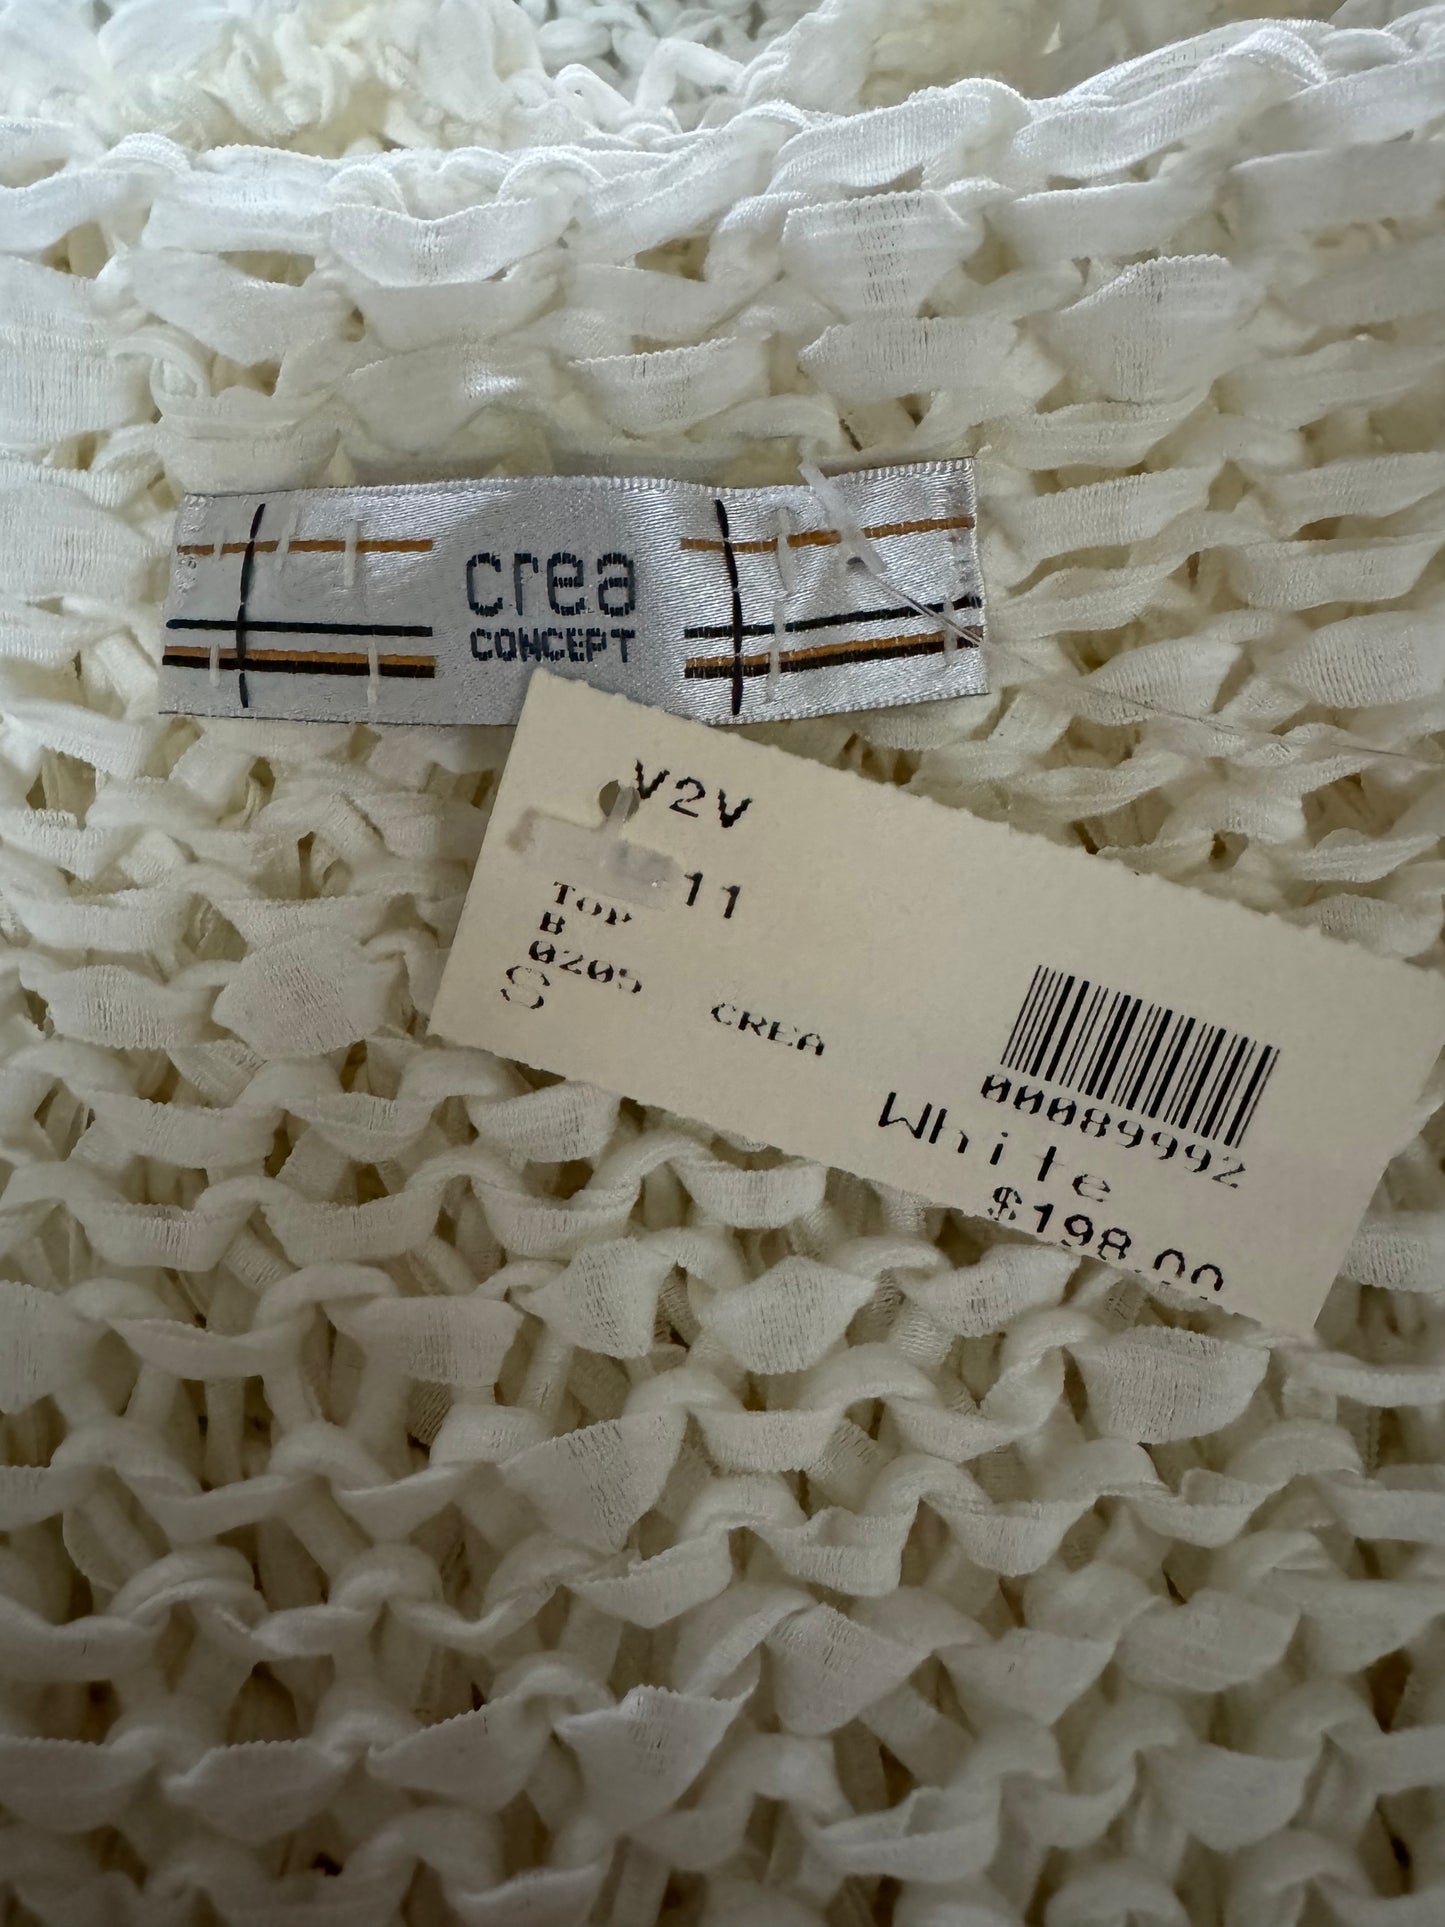 crea
CONCEPT
V2V
11
TOP
B
0205 CREA
S
00089992
White
$198.00